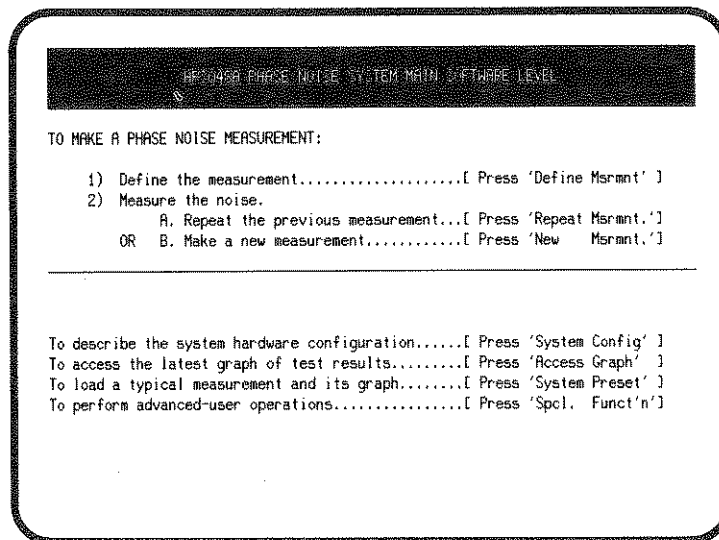 PHASE NOISE SYSTEM MAIN SOFTWARE LEVEL
TO MAKE A PHASE NOISE MEASUREMENT:
1) Define the measurement....................[ Press 'Define Msrmnt' ]
2) Measure the noise.
A. Repeat the previous measurement...[ Press 'Repeat Msrmnt.']
OR B. Make a new measurement............[ Press 'New Msrmnt.']
To describe the system hardware configuration......[ Press 'System Config' ]
To access the latest graph of test results.........[ Press 'Access Graph' ]
To load a typical measurement and its graph........[ Press 'System Preset' ]
To perform advanced-user operations................[ Press 'Spcl. Funct'n']